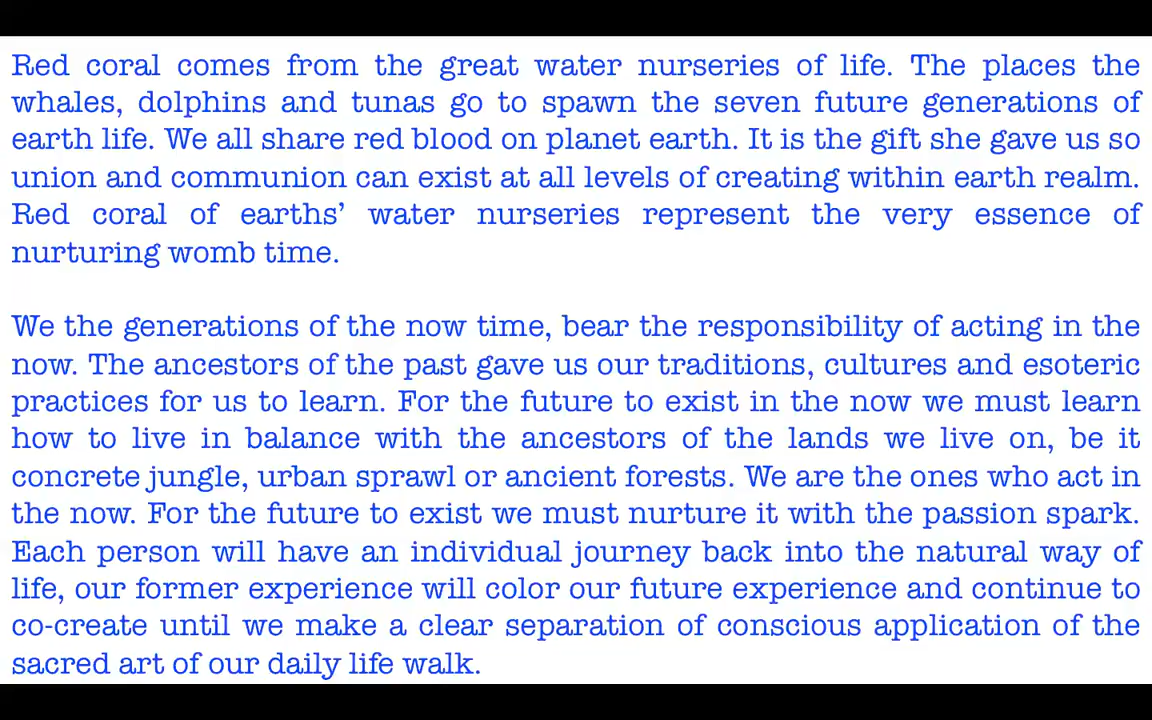 Red coral comes from the great water nurseries of life. The places the
whales, dolphins and tunas go to spawn the seven future generations of
earth life. We all share red blood on planet earth. It is the gift she gave us so
union and communion can exist at all levels of creating within earth realm.
Red coral of earths’ water nurseries represent the very essence of
nurturing womb time.
We the generations of the now time, bear the responsibility of acting in the
now. The ancestors of the past gave us our traditions, cultures and esoteric
practices for us to learn. For the future to exist in the now we must learn
how to live in balance with the ancestors of the lands we live on, be it
concrete jungle, urban sprawl or ancient forests. We are the ones who act in
the now. For the future to exist we must nurture it with the passion spark.
Each person will have an individual journey back into the natural way of
life, our former experience will color our future experience and continue to
co-create until we make a clear separation of conscious application of the
sacred art of our daily life walk.